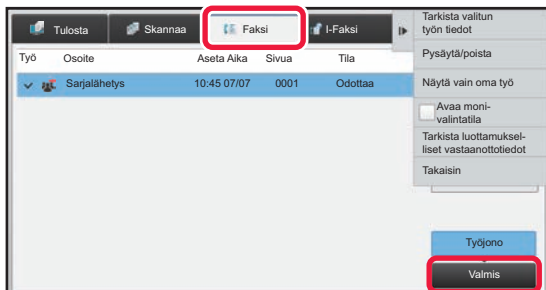 Tulosta
Skannaa
Faksi
I-Faksi
Työ Osoite Aseta Aika Sivua Tila
Sarjalähetys 10:45 07/07 0001 Odottaa
Tarkista valitun
työn tiedot
Pysäytä/poista
Näytä vain oma työ
Avaa moni-
valintatila
Tarkista luottamuksel-
liset vastaanottotiedot
Takaisin
Työjono
Valmis